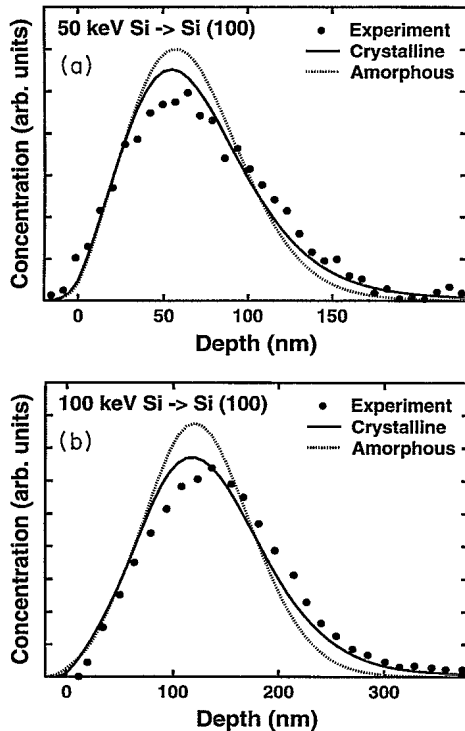 50 keV Si -> Si (100)
(a)
Experiment
Crystalline
Amorphous
Concentration (arb. units)
0 50 100 150
Depth (nm)
100 keV Si -> Si (100)
(b)
Experiment
Crystalline
Amorphous
Concentration (arb. units)
0 100 200 300
Depth (nm)